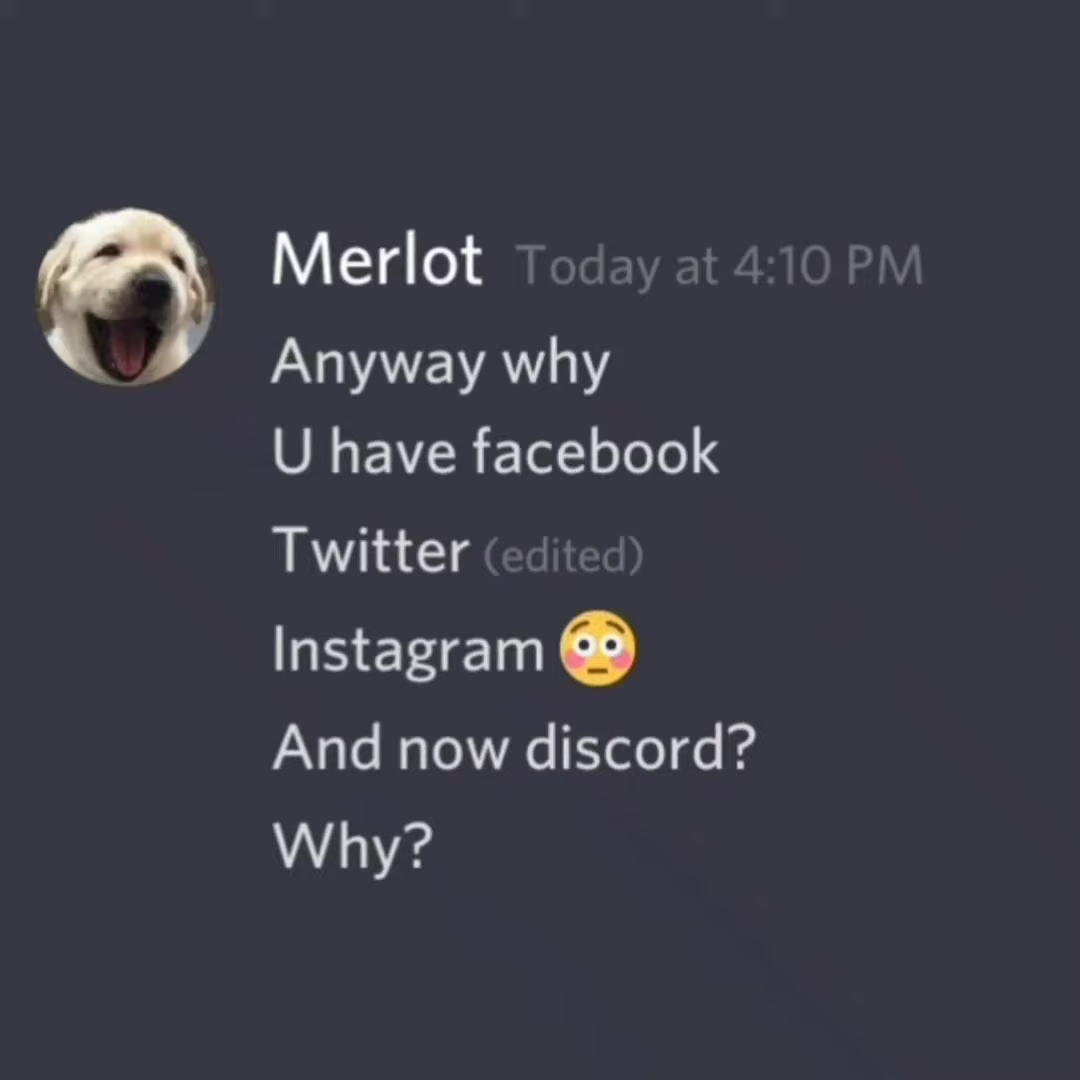 Merlot Today at 4:10 PM
Anyway why
U have facebook
Twitter (edited)
Instagram 😳
And now discord?
Why?